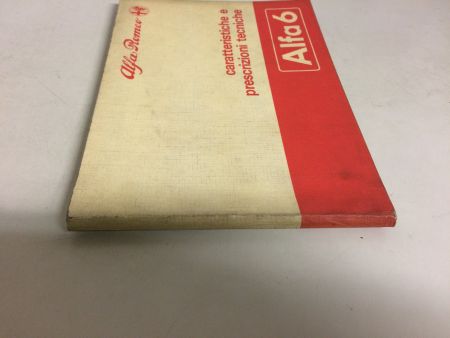 Alfa Romeo
caratteristiche e
prescrizioni tecniche
Alfa 6